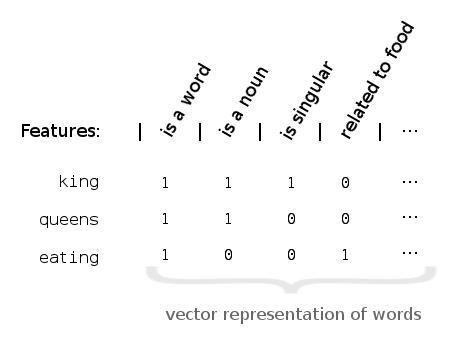 Features: | is a word | is a noun | is singular | related to food | ...
king 1 1 1 0 ...
queens 1 1 0 0 ...
eating 1 0 0 1 ...
vector representation of words